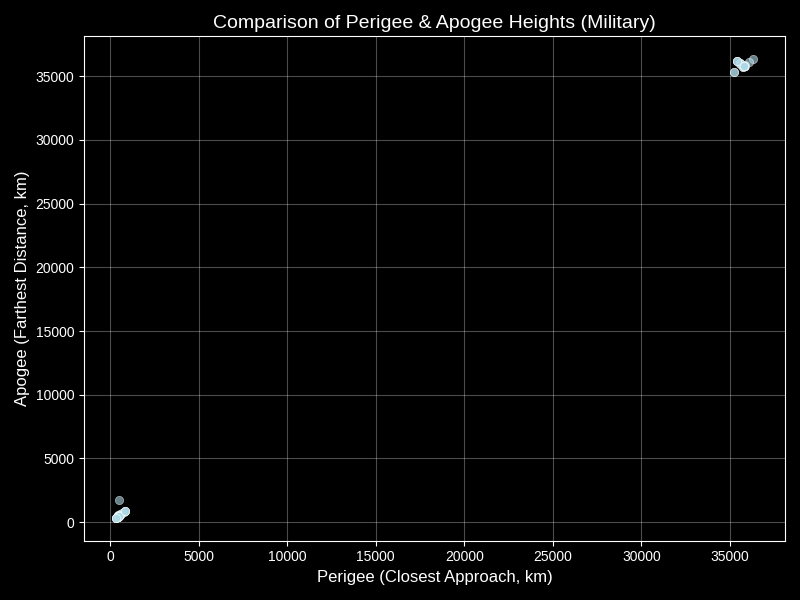 Comparison of Perigee & Apogee Heights (Military)
Apogee (Farthest Distance, km)
35000
30000
25000
20000
15000
10000
5000
0
0 5000 10000 15000 20000 25000 30000 35000
Perigee (Closest Approach, km)